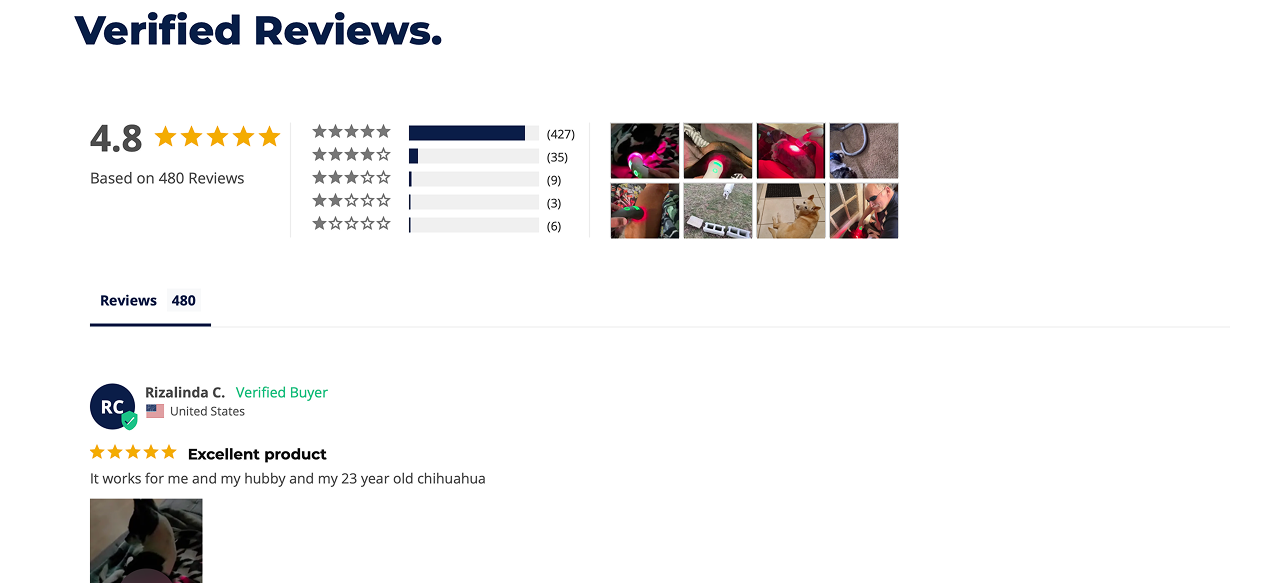 Verified Reviews.
4.8
Based on 480 Reviews
(427)
(35)
(9)
(3)
(6)
Reviews 480
RC Rizalinda C. Verified Buyer
United States
Excellent product
It works for me and my hubby and my 23 year old chihuahua